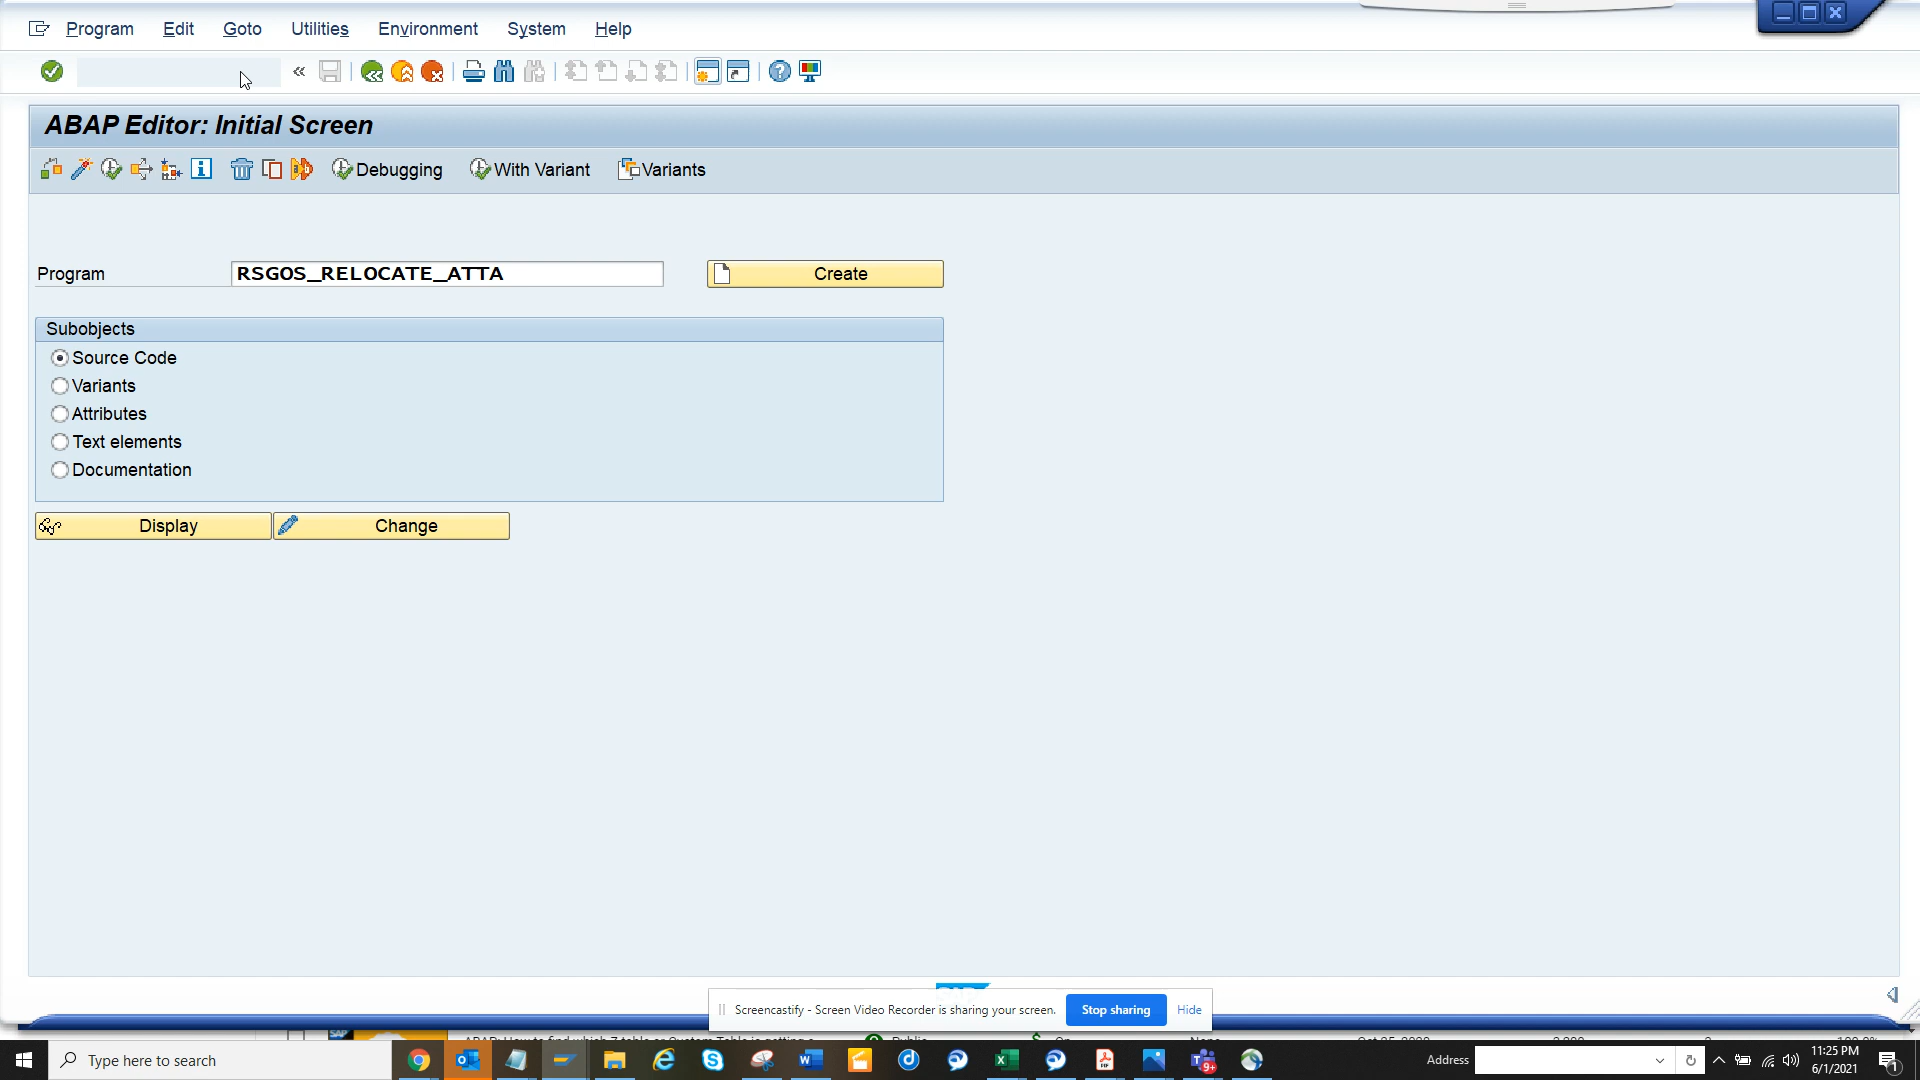 Program Edit Goto Utilities Environment System Help
ABAP Editor: Initial Screen
Debugging With Variant Variants
Program RSGOS_RELOCATE_ATTA Create
Subobjects
Source Code
Variants
Attributes
Text elements
Documentation
Display Change
Screencastify - Screen Video Recorder is sharing your screen. Stop sharing Hide
Type here to search
Address
11:25 PM
6/1/2021